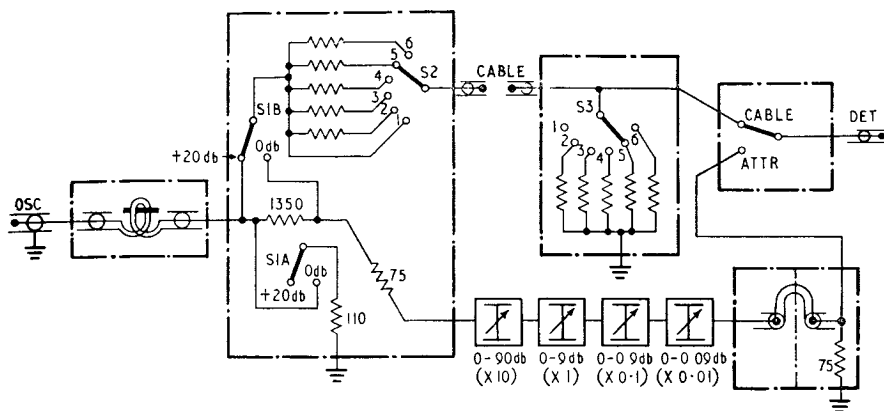 6
5
4
3
2
1
S2
CABLE
S1B
+20db
0db
1350
S1A
0db
+20db
110
75
OSC
S3
1
2
3
4
5
6
CABLE
ATTR
DET
0-90db
(X10)
0-9db
(X1)
0-0·9db
(X0·1)
0-0·09db
(X0·01)
75